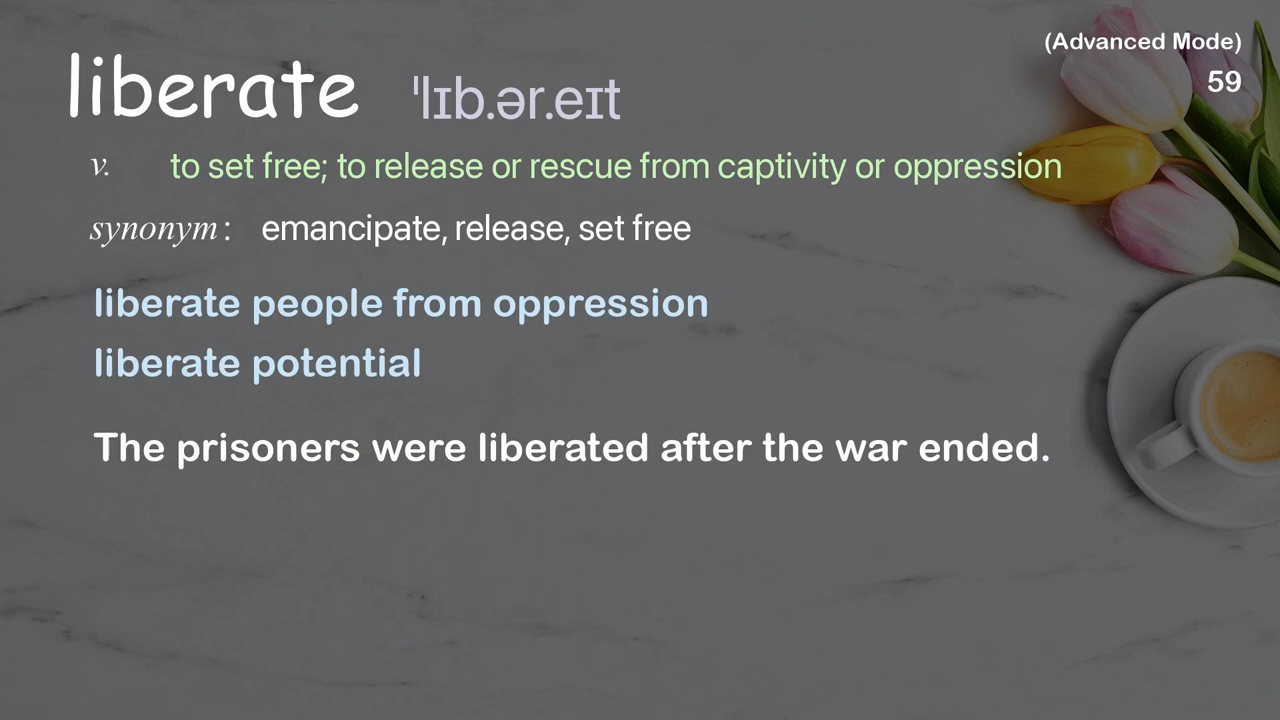 (Advanced Mode)
59
liberate ˈlɪb.ər.eɪt
v. to set free; to release or rescue from captivity or oppression
synonym: emancipate, release, set free
liberate people from oppression
liberate potential
The prisoners were liberated after the war ended.